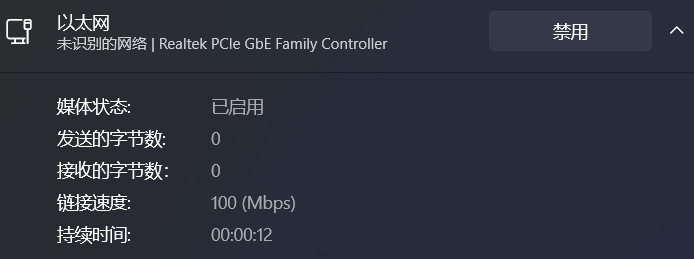 以太网
未识别的网络 | Realtek PCIe GbE Family Controller
禁用
媒体状态: 已启用
发送的字节数: 0
接收的字节数: 0
链接速度: 100 (Mbps)
持续时间: 00:00:12